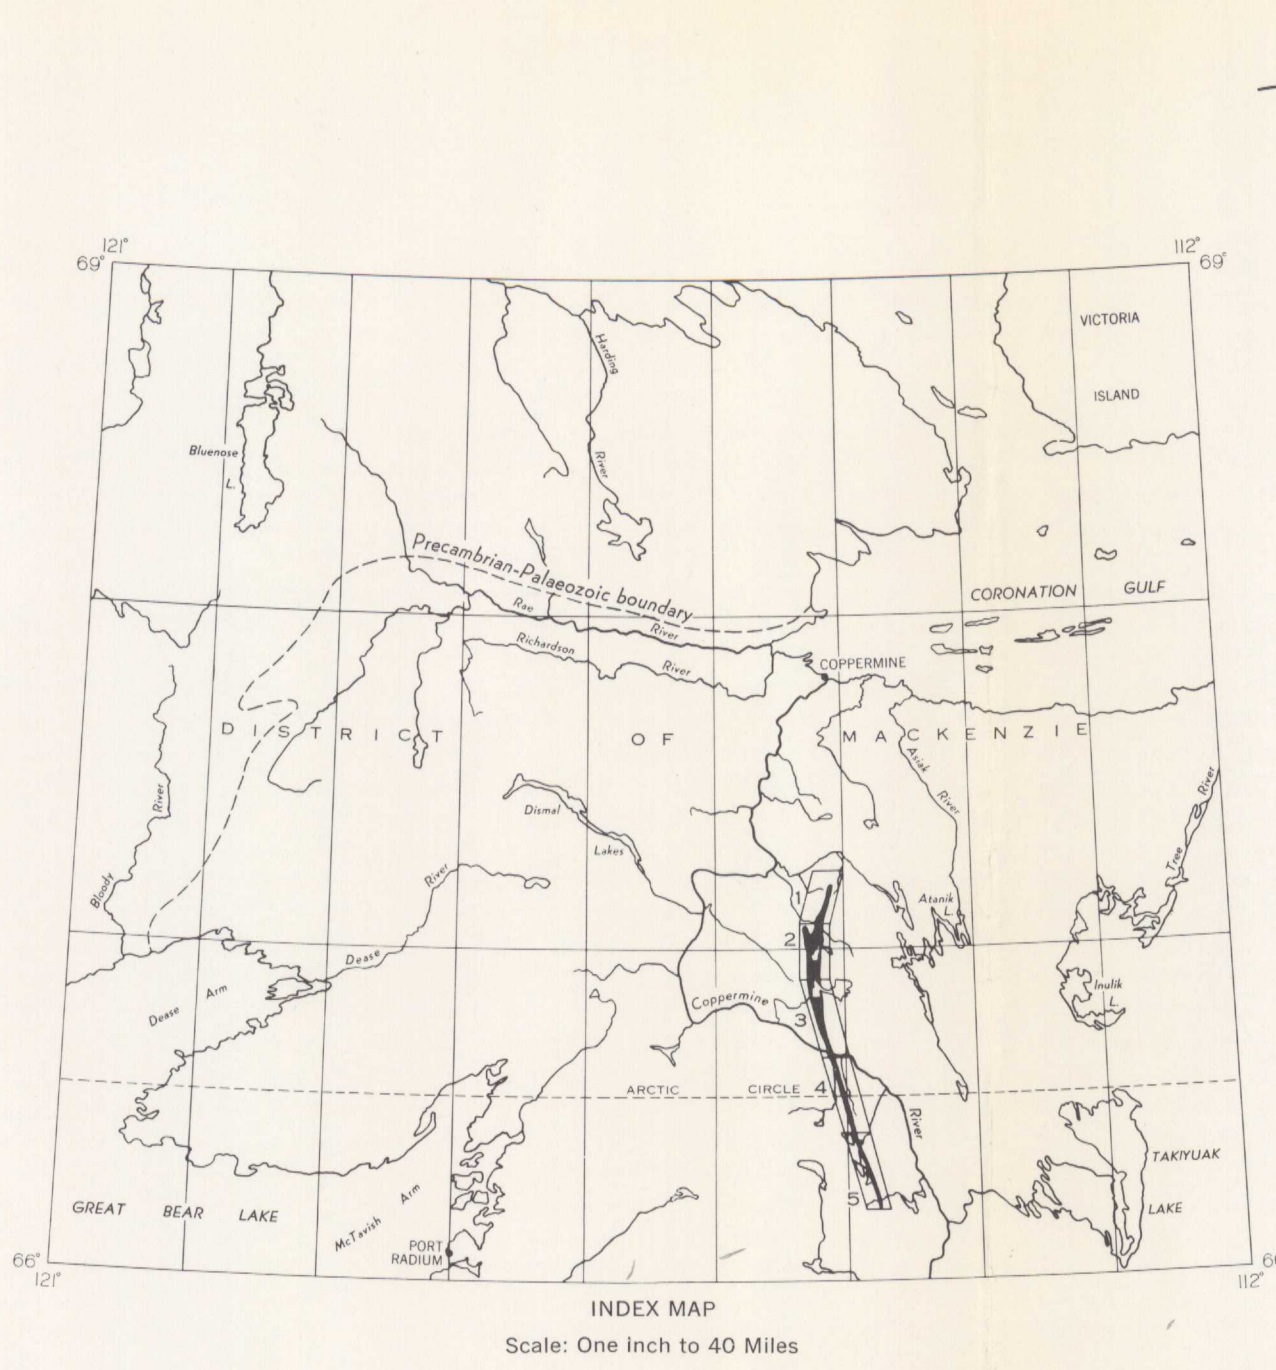 121°
112°
69°
69°
Harding
VICTORIA
ISLAND
Bluenose
L.
River
Precambrian-Palaeozoic boundary
CORONATION GULF
Rae
River
Richardson
River
COPPERMINE
DISTRICT OF MACKENZIE
Asiak
River
River
River
Dismal
Lakes
Bloody
River
Tree
1
Atanik
L.
2
Dease
Dease Arm
Coppermine
Inulik
L.
3
ARCTIC CIRCLE
4
River
TAKIYUAK
LAKE
5
GREAT BEAR LAKE
McTavish Arm
PORT
RADIUM
66°
121°
112°
INDEX MAP
Scale: One inch to 40 Miles